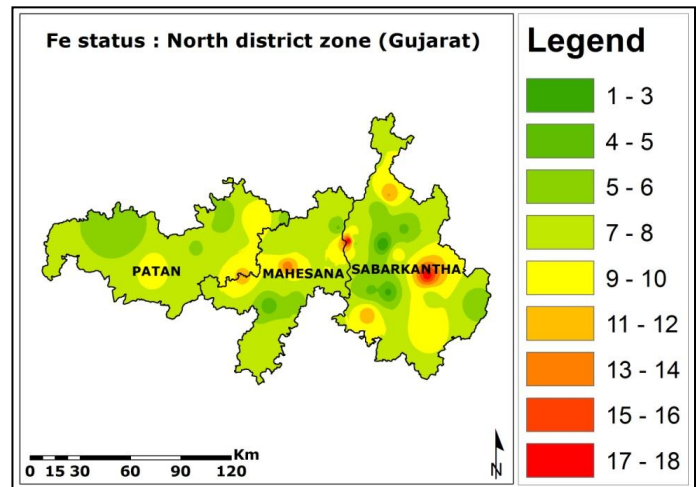 Fe status : North district zone (Gujarat)
PATAN
MAHESANA
SABARKANTHA
Km
0 15 30 60 90 120
N
Legend
1 - 3
4 - 5
5 - 6
7 - 8
9 - 10
11 - 12
13 - 14
15 - 16
17 - 18